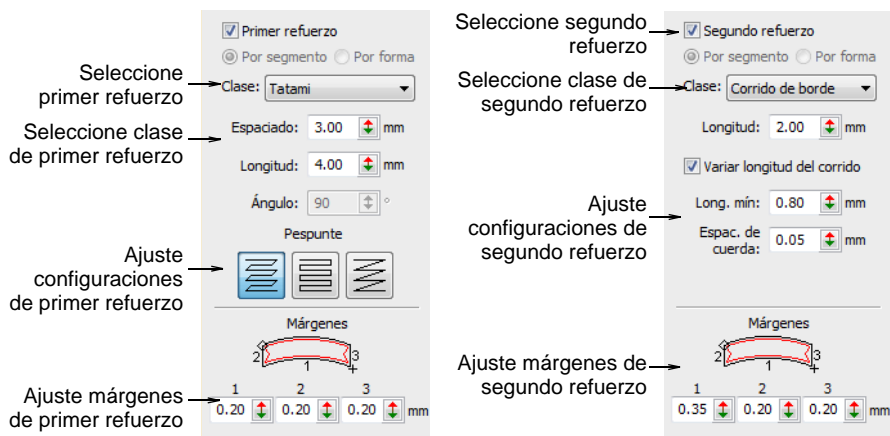 Seleccione
primer refuerzo
Seleccione clase
de primer refuerzo
Ajuste
configuraciones
de primer refuerzo
Ajuste márgenes
de primer refuerzo
Primer refuerzo
Por segmento Por forma
Clase: Tatami
Espaciado: 3.00 mm
Longitud: 4.00 mm
Ángulo: 90 °
Pespunte
Márgenes
2 3
1
1 2 3
0.20 0.20 0.20 mm
Seleccione segundo
refuerzo
Seleccione clase de
segundo refuerzo
Ajuste
configuraciones de
segundo refuerzo
Ajuste márgenes de
segundo refuerzo
Segundo refuerzo
Por segmento Por forma
Clase: Corrido de borde
Longitud: 2.00 mm
Variar longitud del corrido
Long. mín: 0.80 mm
Espac. de
cuerda: 0.05 mm
Márgenes
2 3
1
1 2 3
0.35 0.20 0.20 mm